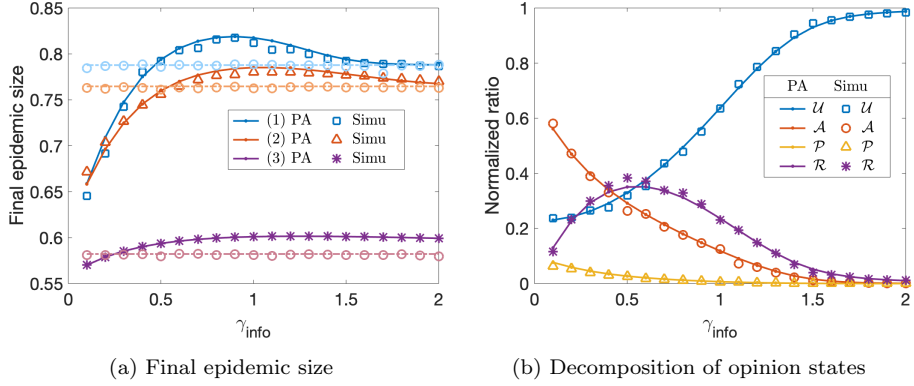 0.85
0.8
0.75
0.7
0.65
0.6
0.55
Final epidemic size
(1) PA Simu
(2) PA Simu
(3) PA Simu
0 0.5 1 1.5 2
γinfo
(a) Final epidemic size
1
0.8
0.6
0.4
0.2
0
Normalized ratio
PA Simu
𝒰 𝒰
𝒜 𝒜
𝒫 𝒫
ℛ ℛ
0 0.5 1 1.5 2
γinfo
(b) Decomposition of opinion states